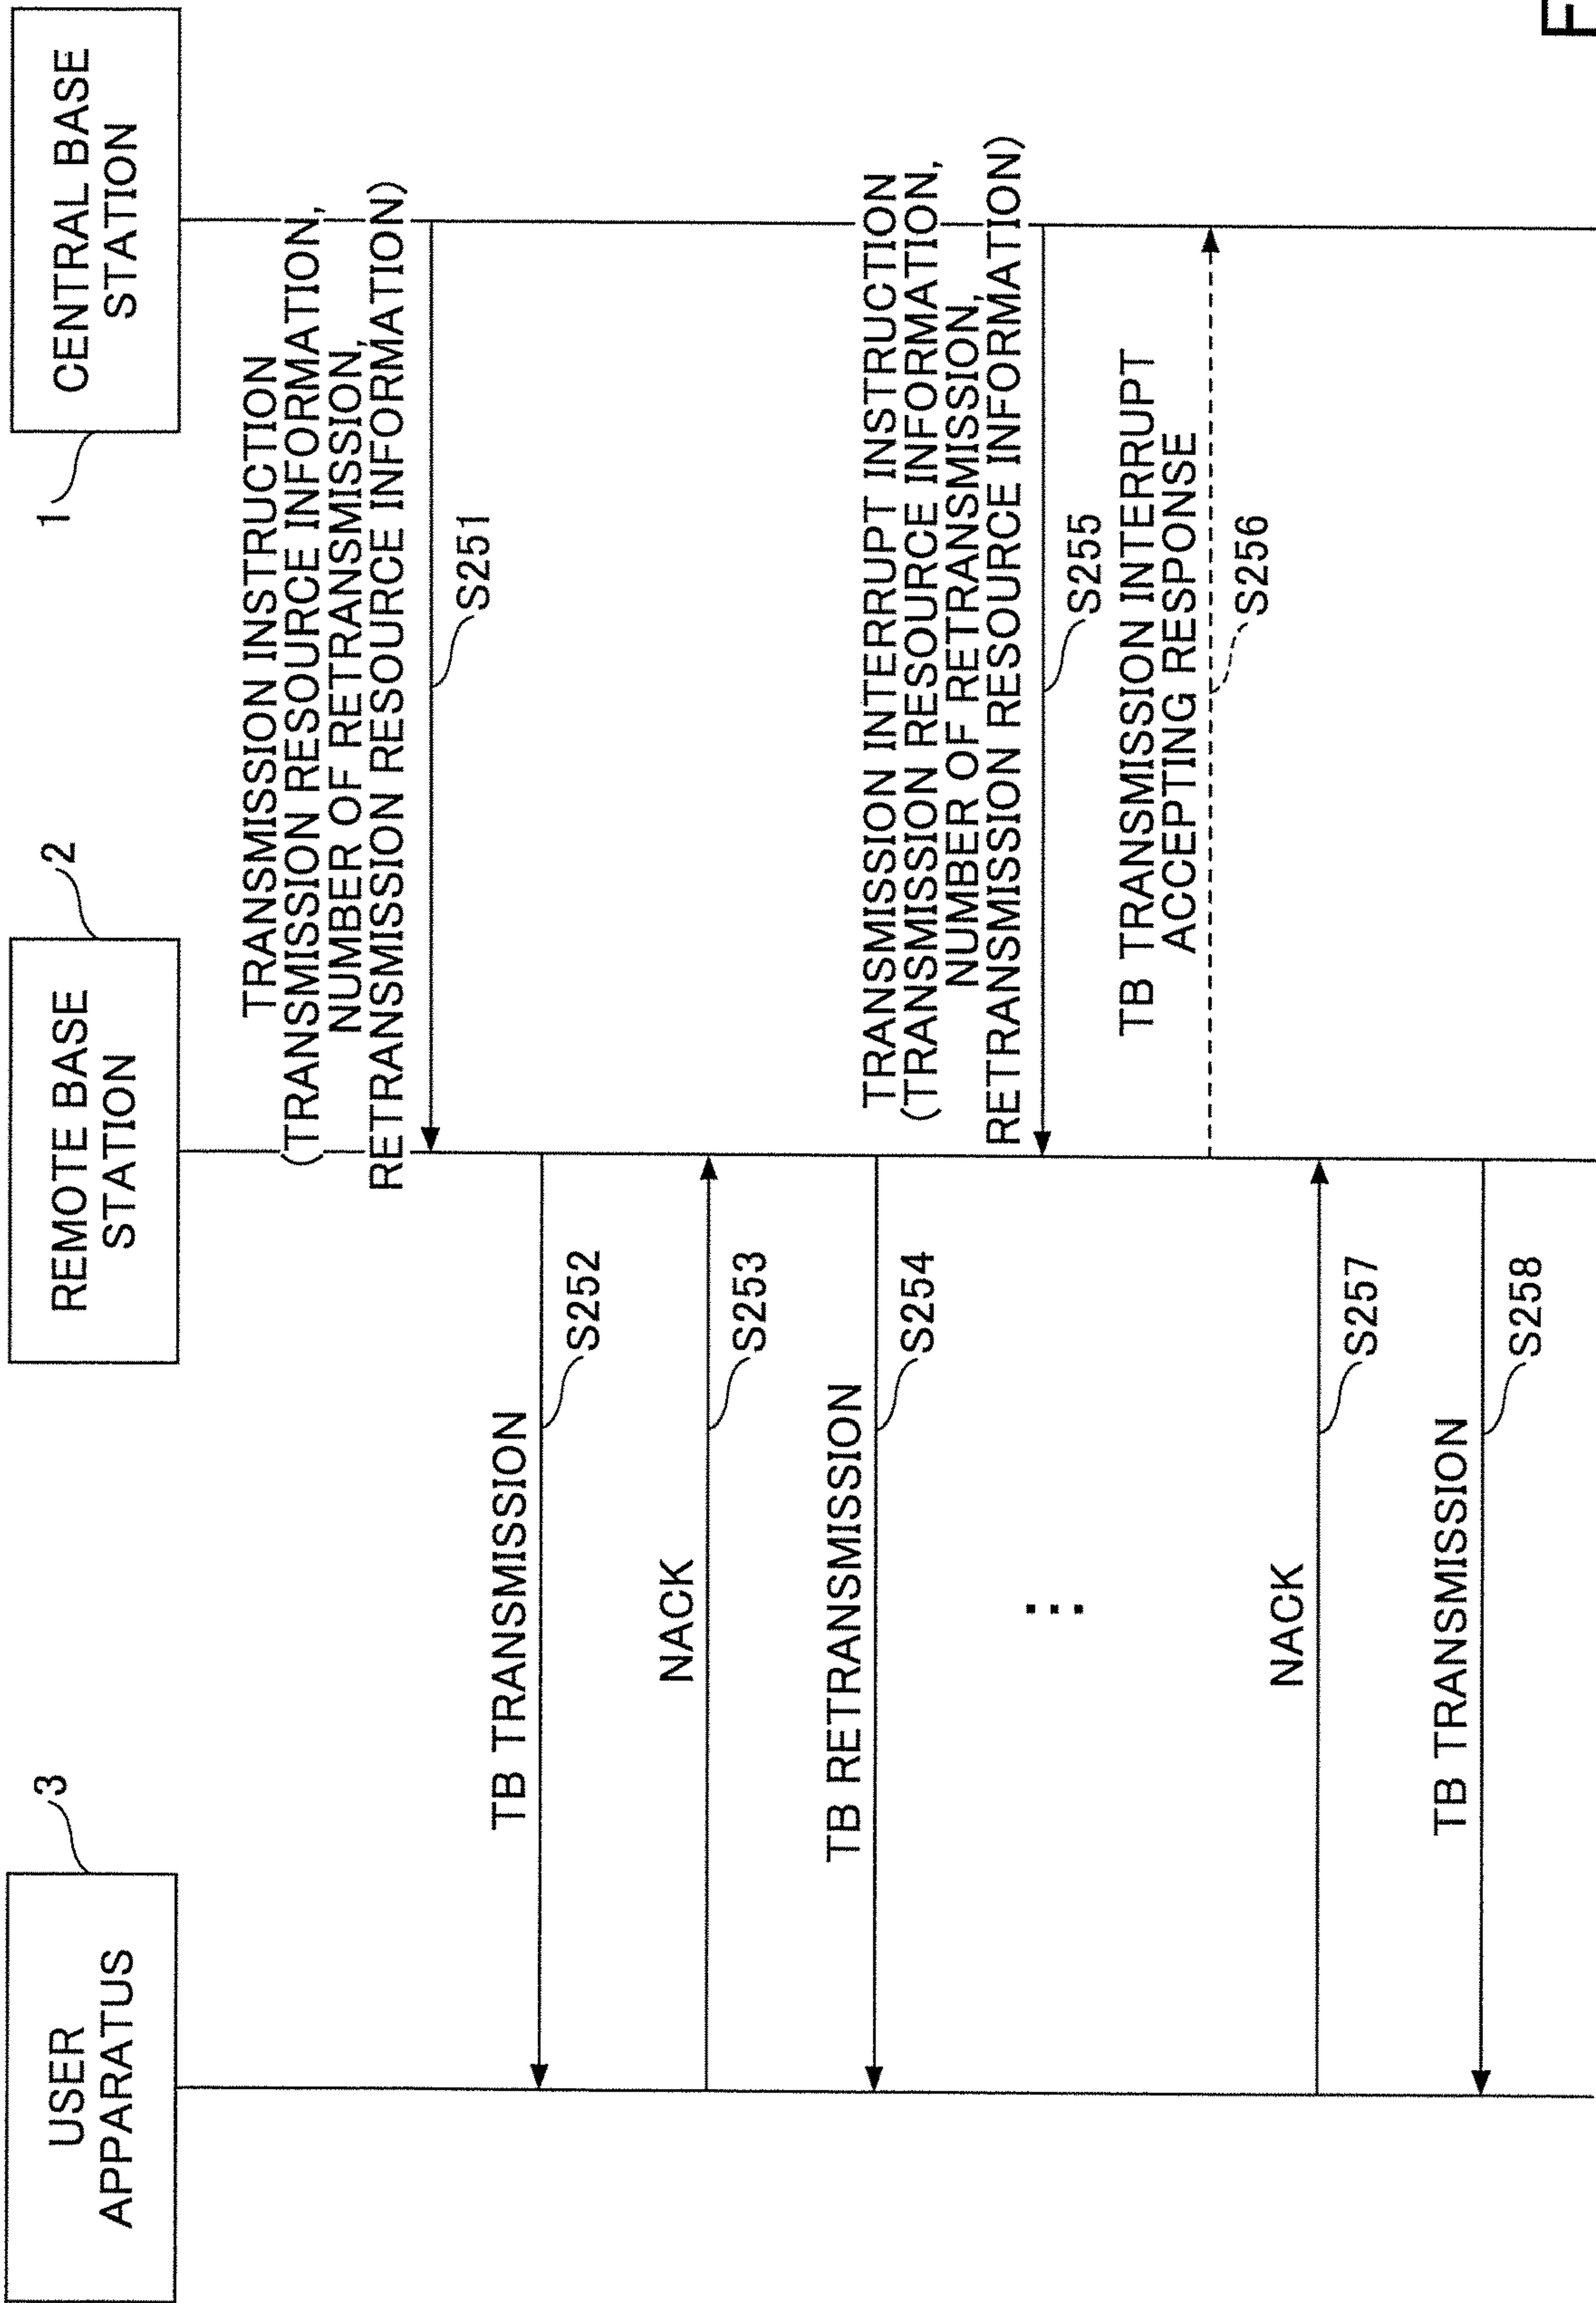 USER
APPARATUS
3
REMOTE BASE
STATION
2
CENTRAL BASE
STATION
1
TRANSMISSION INSTRUCTION
(TRANSMISSION RESOURCE INFORMATION,
NUMBER OF RETRANSMISSION,
RETRANSMISSION RESOURCE INFORMATION)
S251
TB TRANSMISSION
S252
NACK
S253
TB RETRANSMISSION
S254
TRANSMISSION INTERRUPT INSTRUCTION
(TRANSMISSION RESOURCE INFORMATION,
NUMBER OF RETRANSMISSION,
RETRANSMISSION RESOURCE INFORMATION)
S255
...
TB TRANSMISSION INTERRUPT
ACCEPTING RESPONSE
S256
NACK
S257
TB TRANSMISSION
S258